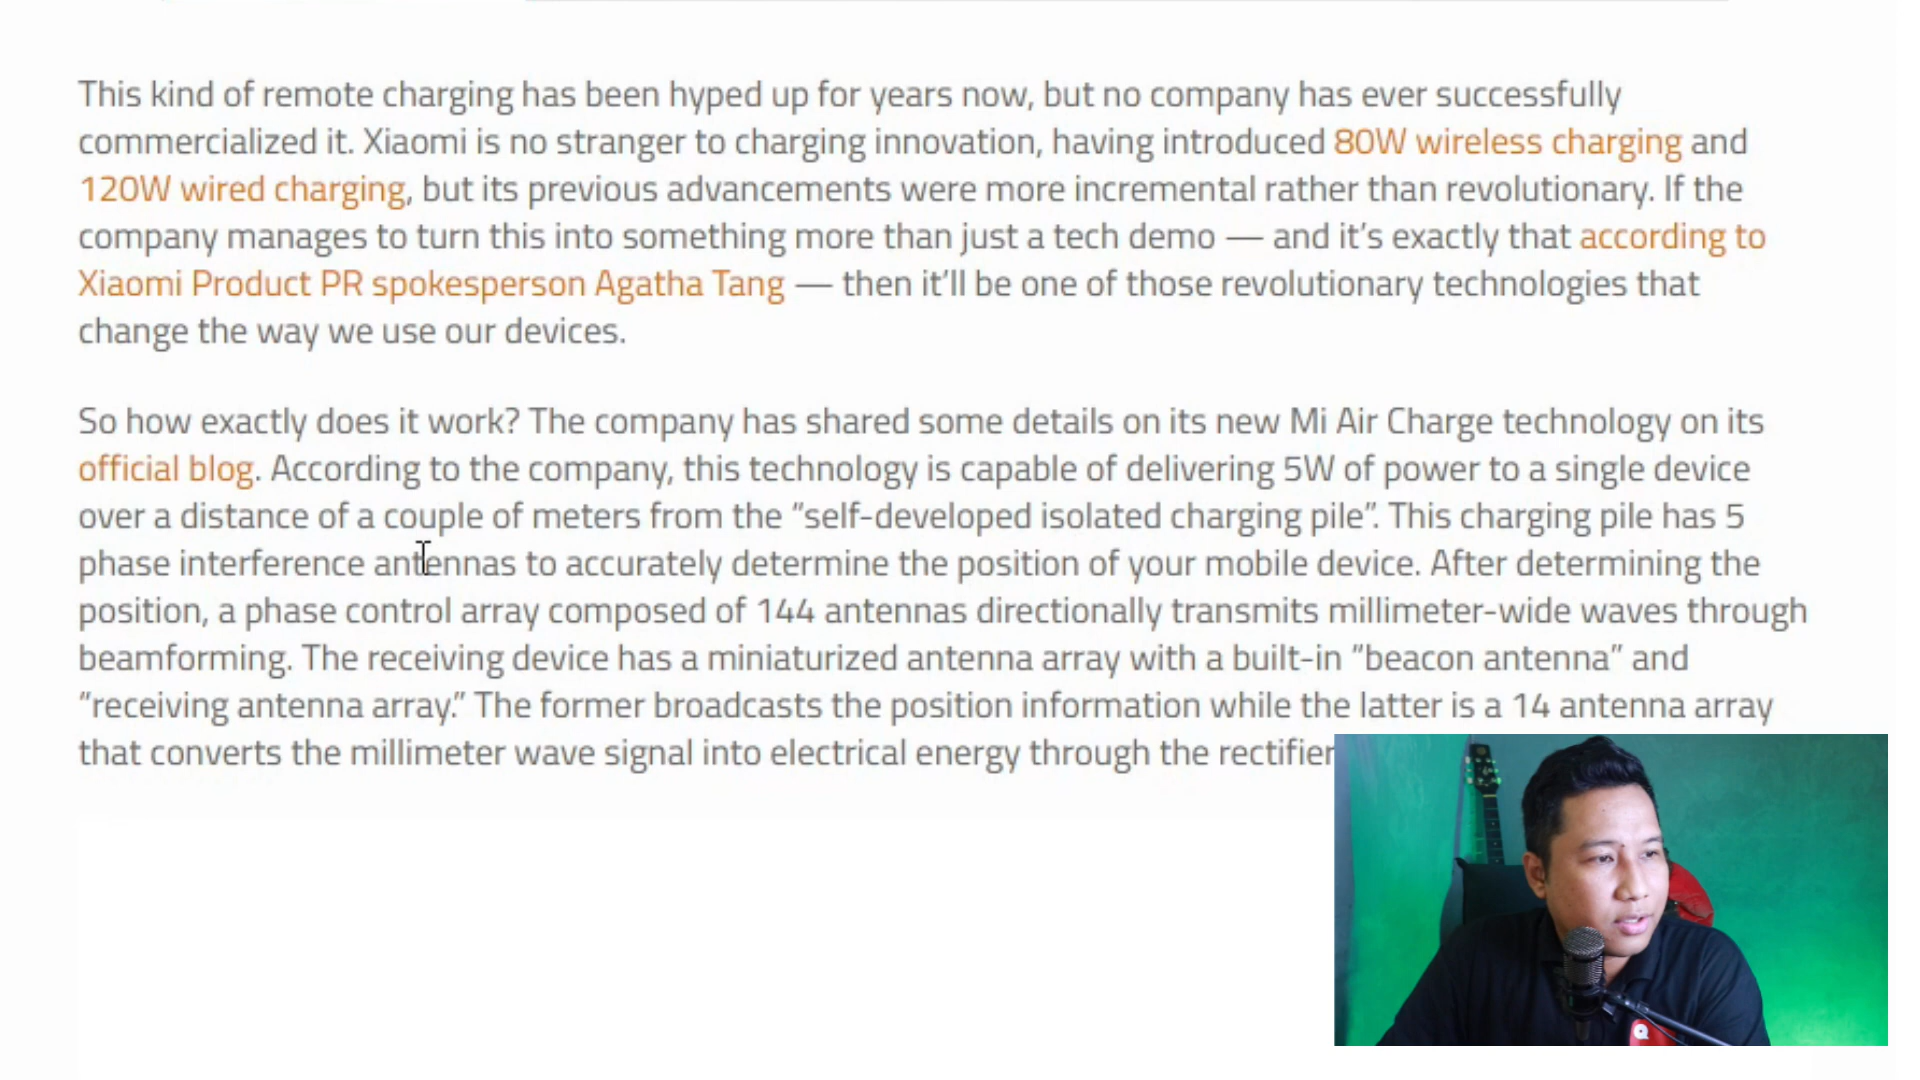 This kind of remote charging has been hyped up for years now, but no company has ever successfully
commercialized it. Xiaomi is no stranger to charging innovation, having introduced 80W wireless charging and
120W wired charging, but its previous advancements were more incremental rather than revolutionary. If the
company manages to turn this into something more than just a tech demo — and it’s exactly that according to
Xiaomi Product PR spokesperson Agatha Tang — then it’ll be one of those revolutionary technologies that
change the way we use our devices.
So how exactly does it work? The company has shared some details on its new Mi Air Charge technology on its
official blog. According to the company, this technology is capable of delivering 5W of power to a single device
over a distance of a couple of meters from the “self-developed isolated charging pile”. This charging pile has 5
phase interference antennas to accurately determine the position of your mobile device. After determining the
position, a phase control array composed of 144 antennas directionally transmits millimeter-wide waves through
beamforming. The receiving device has a miniaturized antenna array with a built-in “beacon antenna” and
“receiving antenna array.” The former broadcasts the position information while the latter is a 14 antenna array
that converts the millimeter wave signal into electrical energy through the rectifier